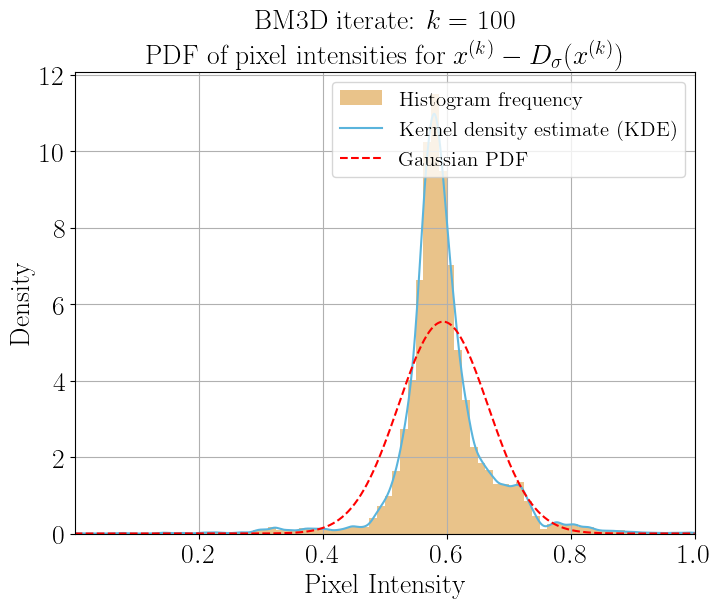 BM3D iterate: k = 100
PDF of pixel intensities for x^{(k)} − D_σ(x^{(k)})
Histogram frequency
Kernel density estimate (KDE)
Gaussian PDF
Density
12
10
8
6
4
2
0
0.2 0.4 0.6 0.8 1.0
Pixel Intensity